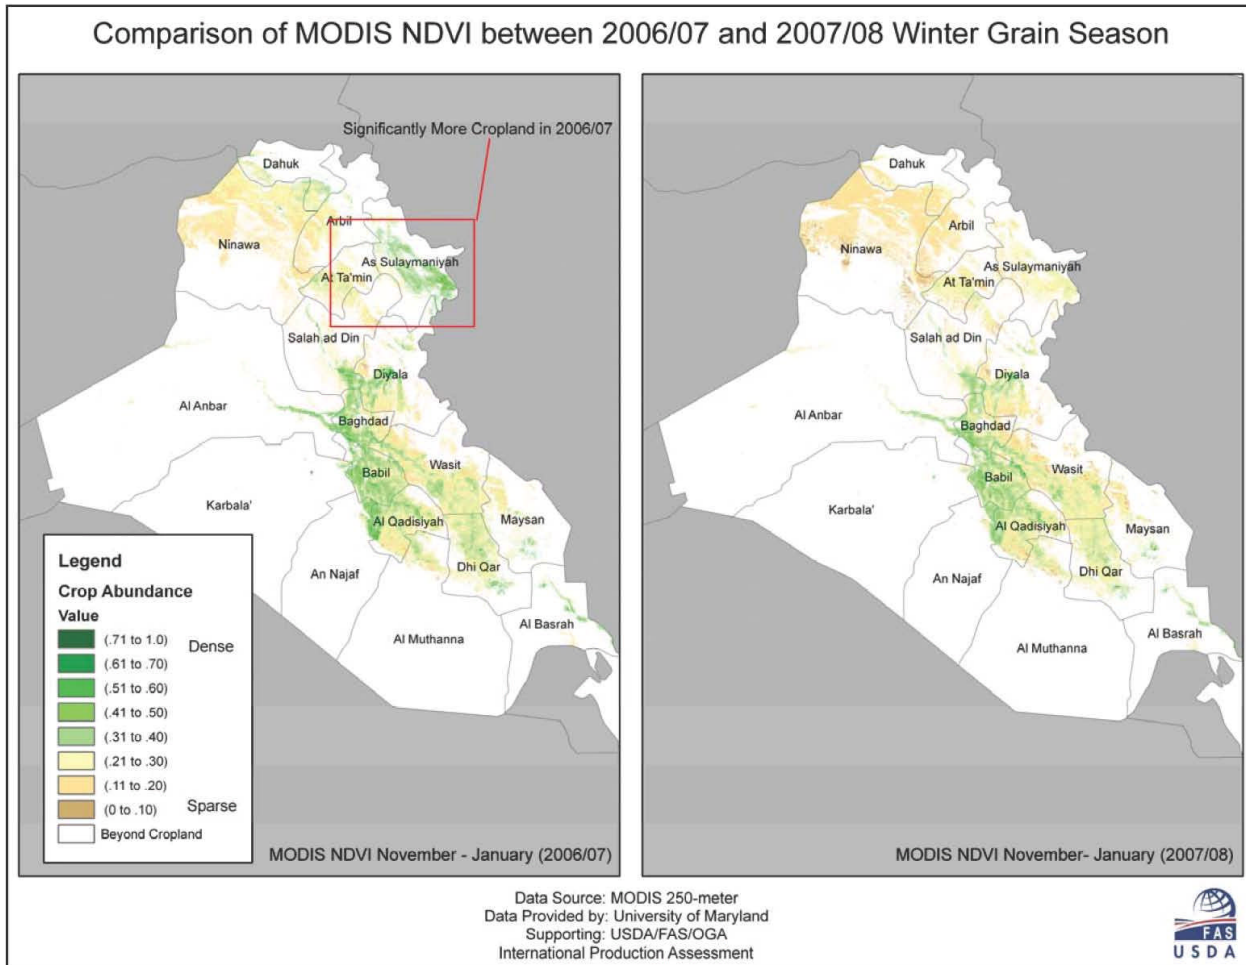 Comparison of MODIS NDVI between 2006/07 and 2007/08 Winter Grain Season
Significantly More Cropland in 2006/07
Dahuk
Arbil
Ninawa
As Sulaymaniyah
At Ta'min
Salah ad Din
Diyala
Al Anbar
Baghdad
Wasit
Babil
Karbala'
Al Qadisiyah
Maysan
An Najaf
Dhi Qar
Al Basrah
Al Muthanna
Legend
Crop Abundance
Value
(.71 to 1.0)
Dense
(.61 to .70)
(.51 to .60)
(.41 to .50)
(.31 to .40)
(.21 to .30)
(.11 to .20)
(0 to .10)
Sparse
Beyond Cropland
MODIS NDVI November - January (2006/07)
Dahuk
Arbil
Ninawa
As Sulaymaniyah
At Ta'min
Salah ad Din
Diyala
Al Anbar
Baghdad
Wasit
Babil
Karbala'
Al Qadisiyah
Maysan
An Najaf
Dhi Qar
Al Basrah
Al Muthanna
MODIS NDVI November- January (2007/08)
Data Source: MODIS 250-meter
Data Provided by: University of Maryland
Supporting: USDA/FAS/OGA
International Production Assessment
FAS
USDA